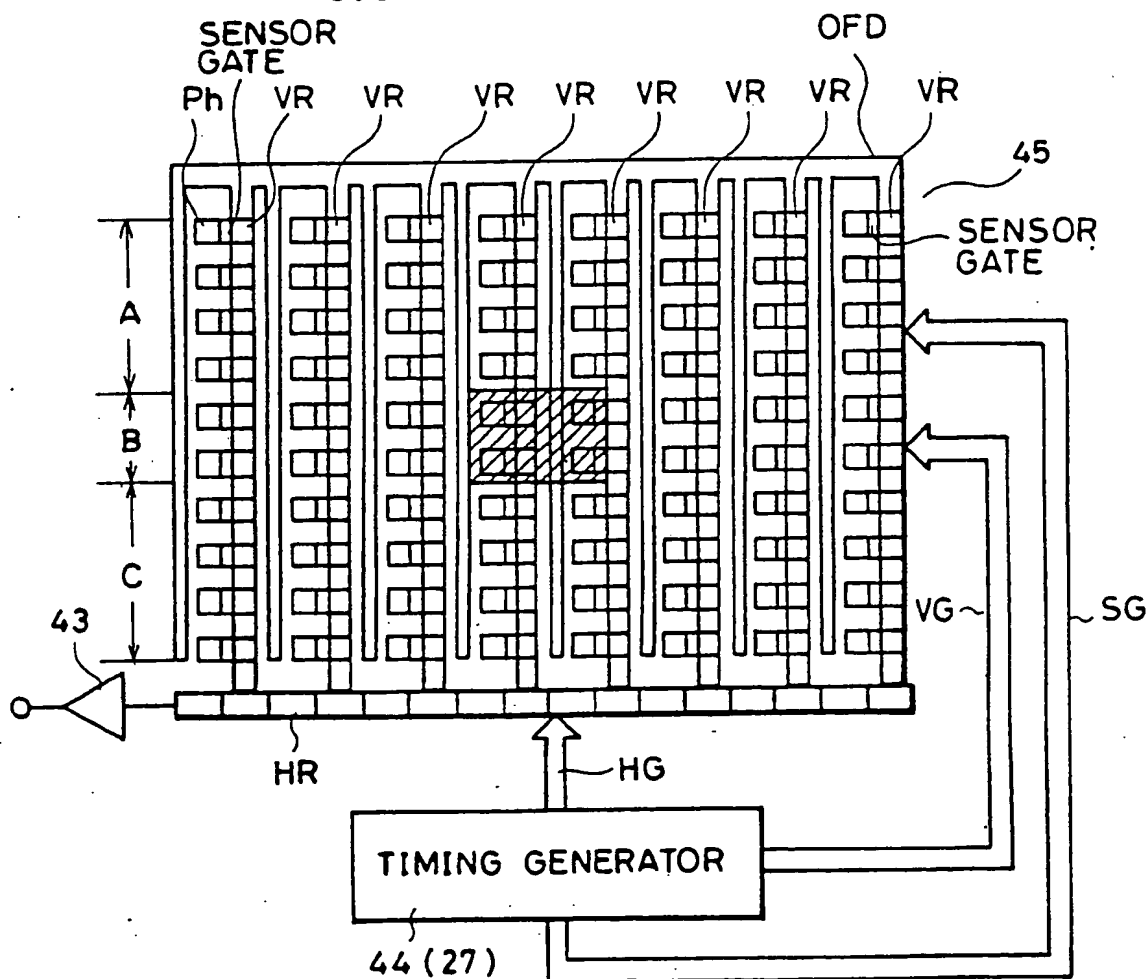 SENSOR
GATE
OFD
Ph
VR
VR
VR
VR
VR
VR
VR
VR
45
SENSOR
GATE
A
B
C
VG
SG
43
HR
HG
TIMING GENERATOR
44 (27)